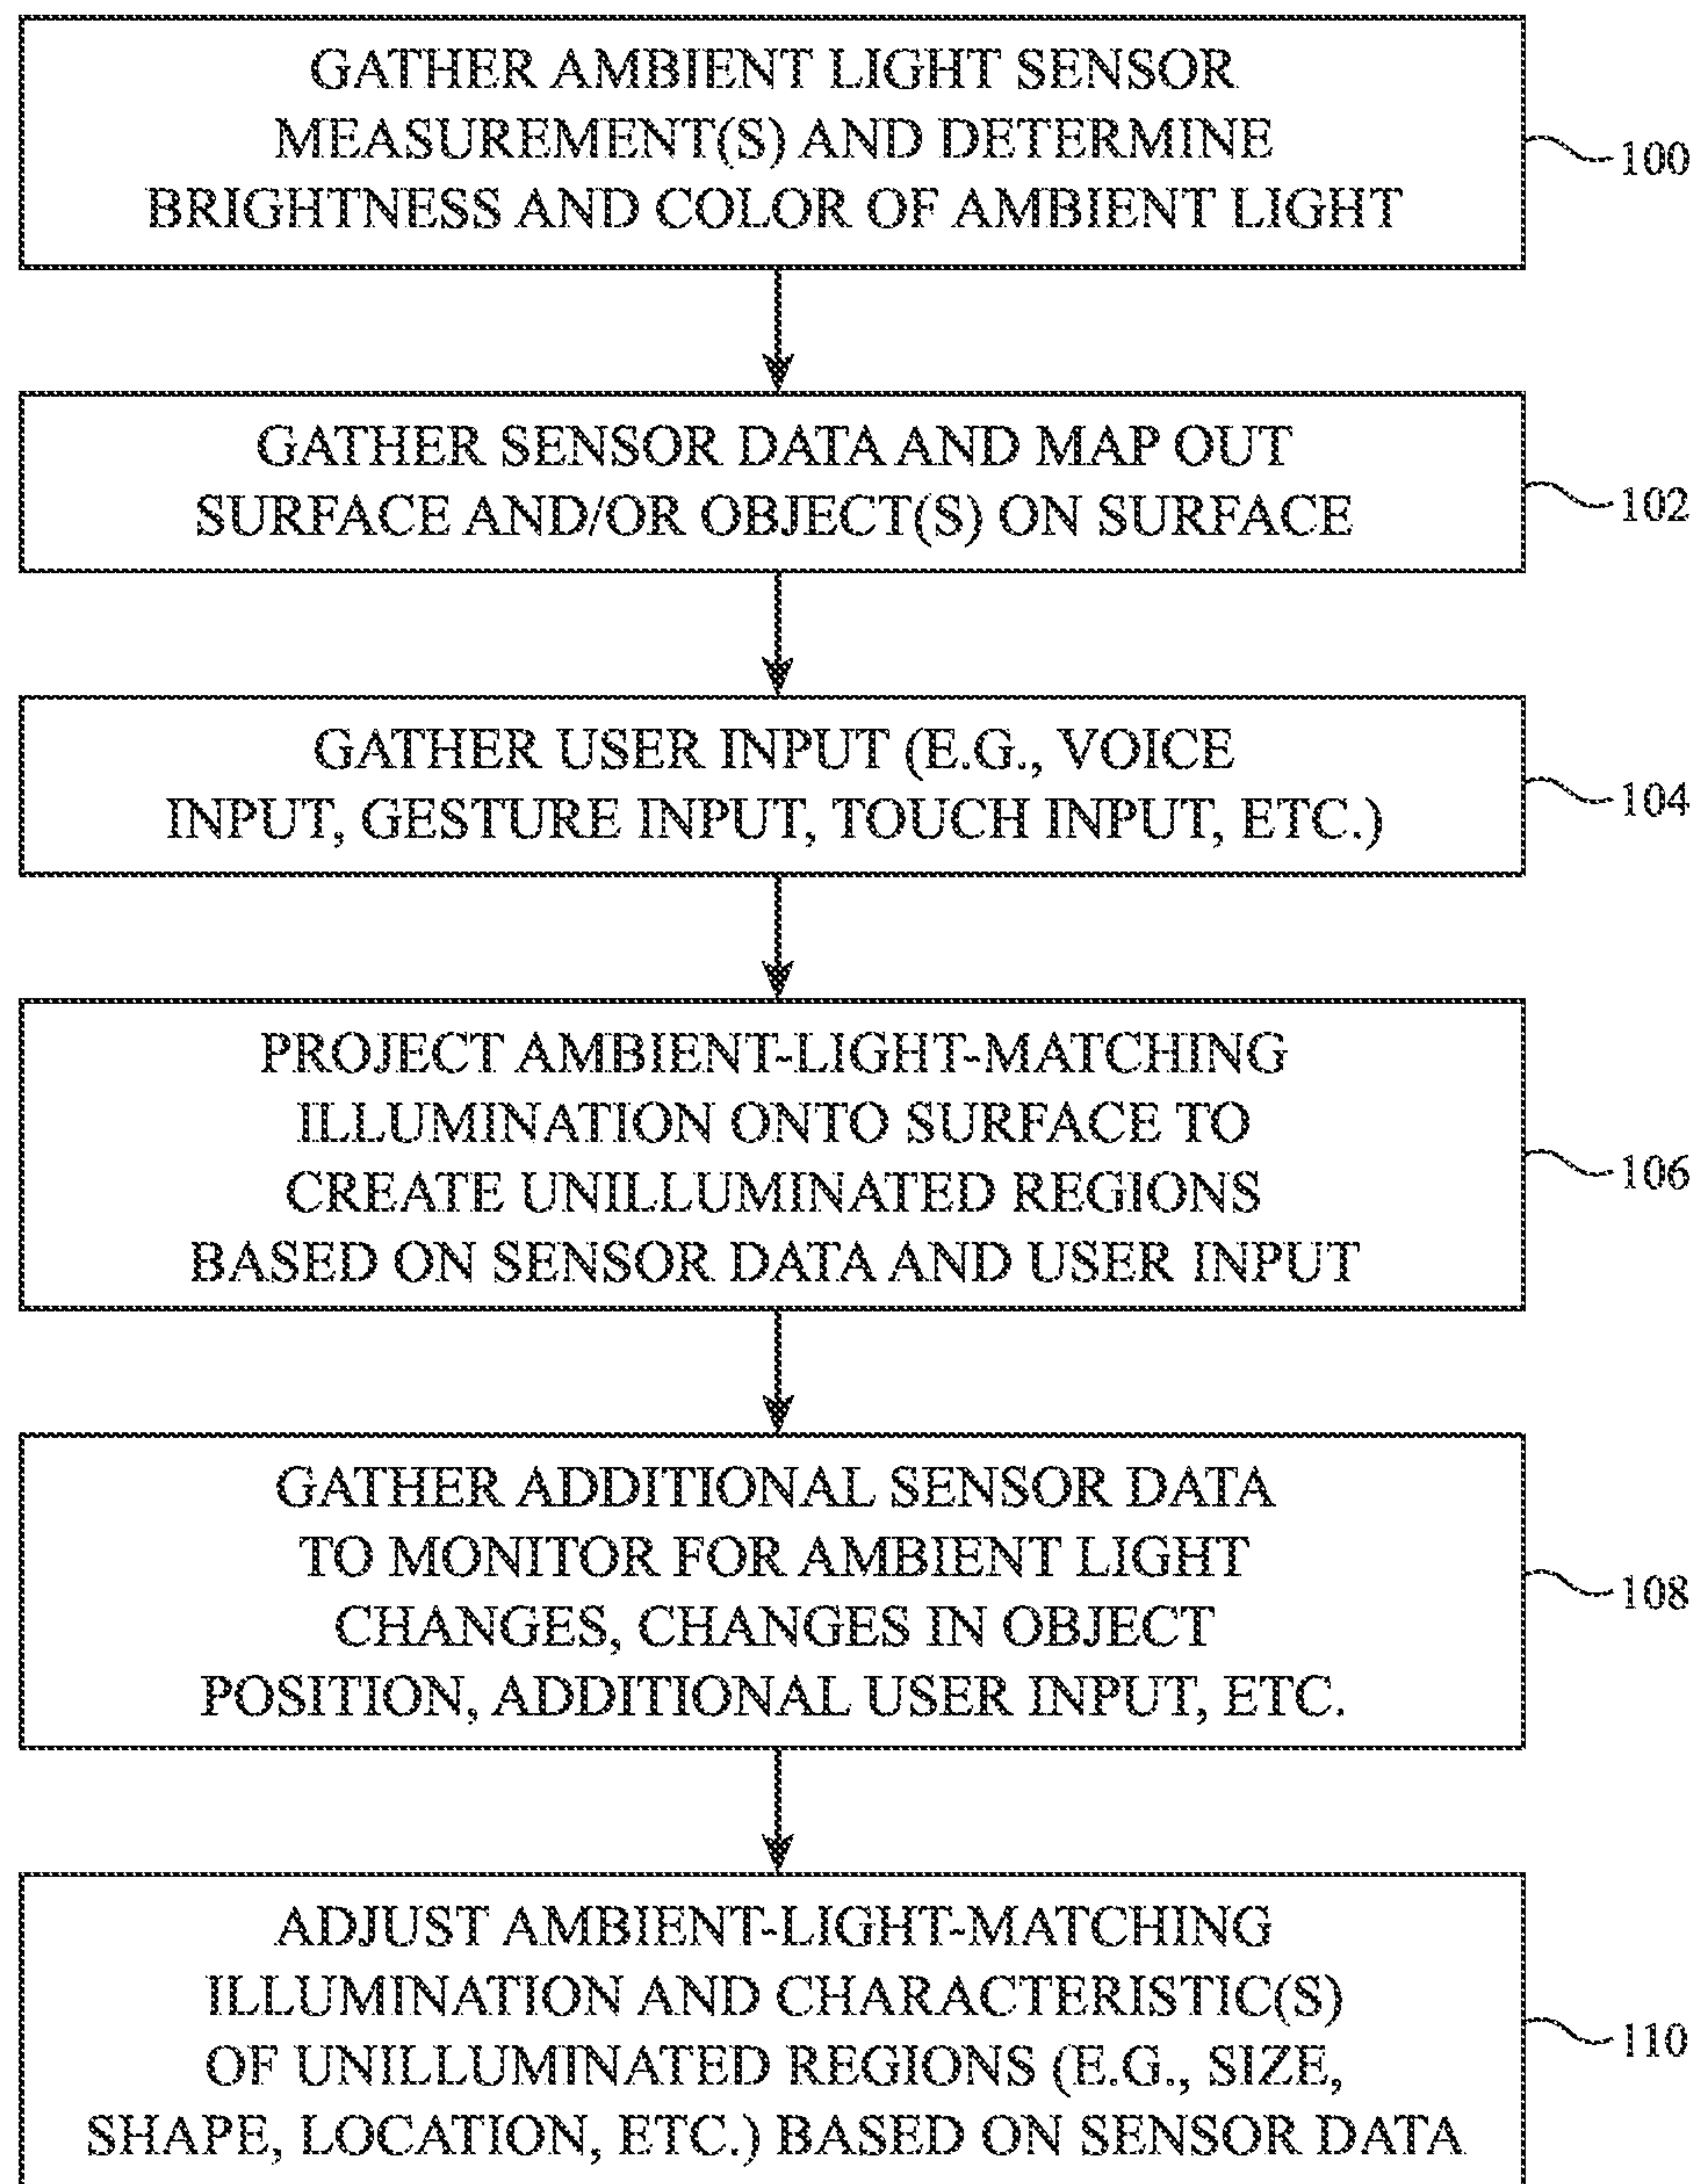 GATHER AMBIENT LIGHT SENSOR
MEASUREMENT(S) AND DETERMINE
BRIGHTNESS AND COLOR OF AMBIENT LIGHT
100
GATHER SENSOR DATA AND MAP OUT
SURFACE AND/OR OBJECT(S) ON SURFACE
102
GATHER USER INPUT (E.G., VOICE
INPUT, GESTURE INPUT, TOUCH INPUT, ETC.)
104
PROJECT AMBIENT-LIGHT-MATCHING
ILLUMINATION ONTO SURFACE TO
CREATE UNILLUMINATED REGIONS
BASED ON SENSOR DATA AND USER INPUT
106
GATHER ADDITIONAL SENSOR DATA
TO MONITOR FOR AMBIENT LIGHT
CHANGES, CHANGES IN OBJECT
POSITION, ADDITIONAL USER INPUT, ETC.
108
ADJUST AMBIENT-LIGHT-MATCHING
ILLUMINATION AND CHARACTERISTIC(S)
OF UNILLUMINATED REGIONS (E.G., SIZE,
SHAPE, LOCATION, ETC.) BASED ON SENSOR DATA
110